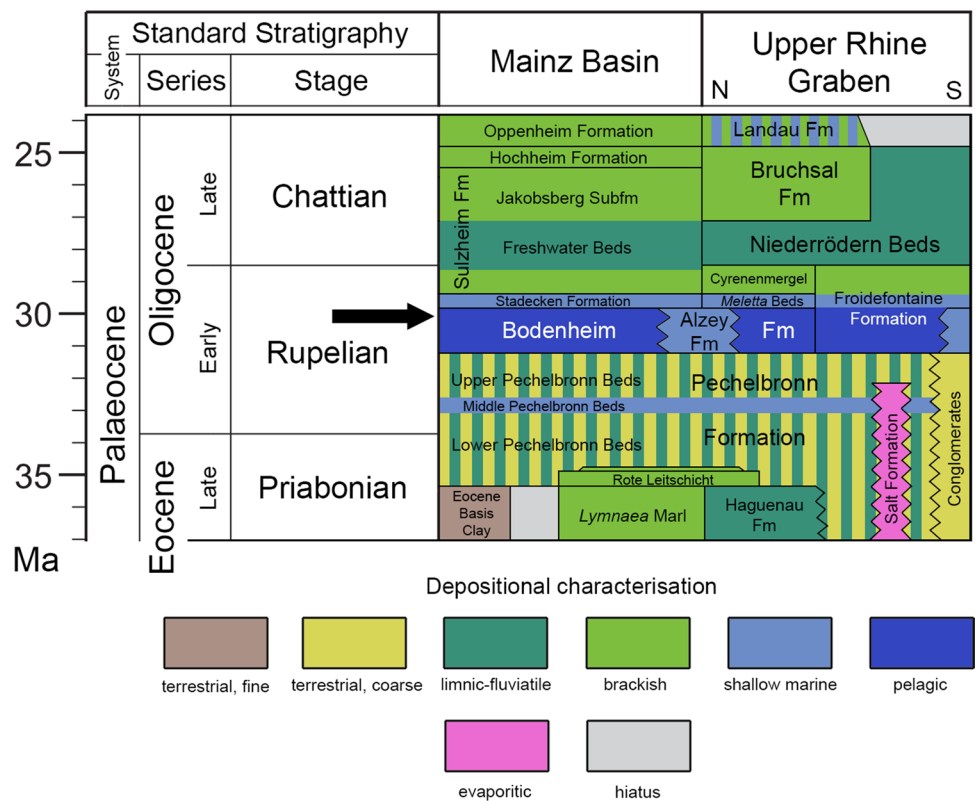 Standard Stratigraphy
System
Series
Stage
Mainz Basin
Upper Rhine
Graben
N
S
25
30
35
Ma
Palaeocene
Oligocene
Eocene
Late
Early
Late
Chattian
Rupelian
Priabonian
Oppenheim Formation
Hochheim Formation
Sulzheim Fm
Jakobsberg Subfm
Freshwater Beds
Stadecken Formation
Bodenheim
Alzey
Fm
Fm
Landau Fm
Bruchsal
Fm
Niederrödern Beds
Cyrenenmergel
Meletta Beds
Froidefontaine
Formation
Upper Pechelbronn Beds
Pechelbronn
Middle Pechelbronn Beds
Lower Pechelbronn Beds
Formation
Rote Leitschicht
Eocene
Basis
Clay
Lymnaea Marl
Haguenau
Fm
Salt Formation
Conglomerates
Depositional characterisation
terrestrial, fine
terrestrial, coarse
limnic-fluviatile
brackish
shallow marine
pelagic
evaporitic
hiatus